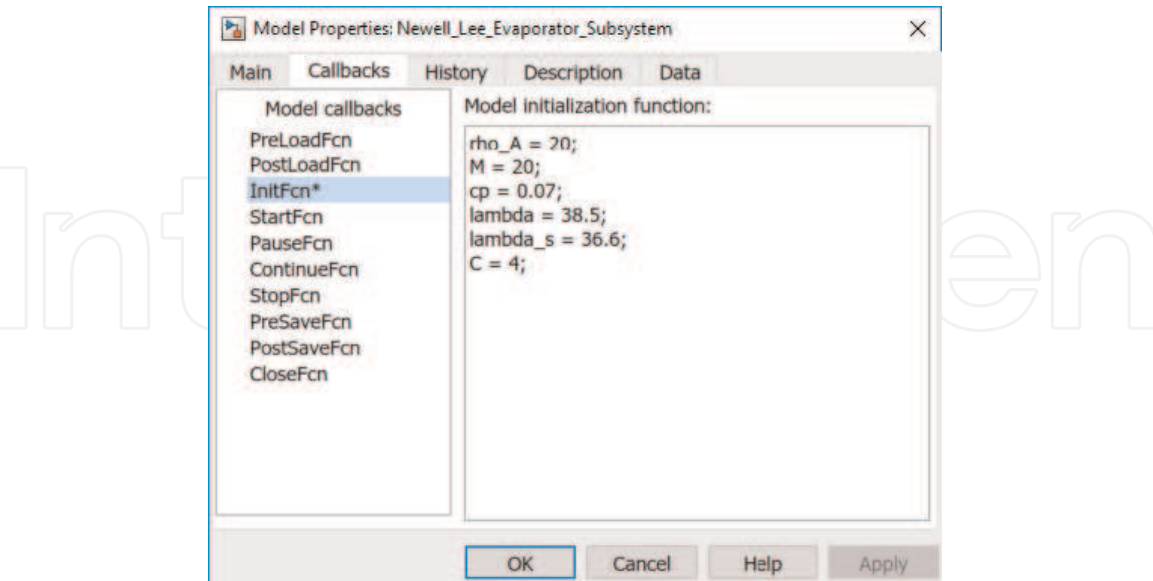 Model Properties: Newell_Lee_Evaporator_Subsystem
Main Callbacks History Description Data
Model callbacks
PreLoadFcn
PostLoadFcn
InitFcn*
StartFcn
PauseFcn
ContinueFcn
StopFcn
PreSaveFcn
PostSaveFcn
CloseFcn
Model initialization function:
rho_A = 20;
M = 20;
cp = 0.07;
lambda = 38.5;
lambda_s = 36.6;
C = 4;
OK Cancel Help Apply